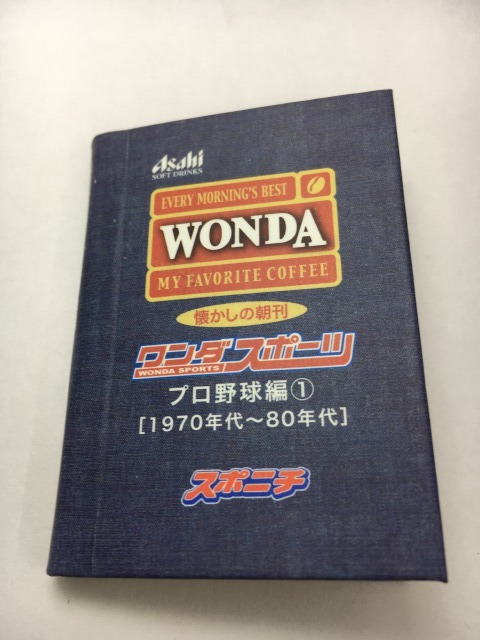 Asahi
SOFT DRINKS
EVERY MORNING'S BEST
WONDA
MY FAVORITE COFFEE
懐かしの朝刊
ワンダスポーツ
WONDA SPORTS
プロ野球編①
[1970年代～80年代]
スポニチ